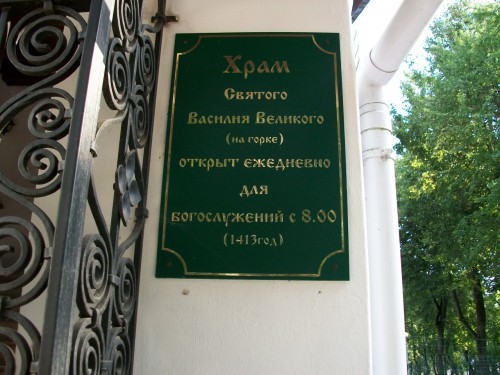 Храм
Святого
Василия Великого
(на горке)
открыт ежедневно
для
богослужений с 8.00
(1413год)